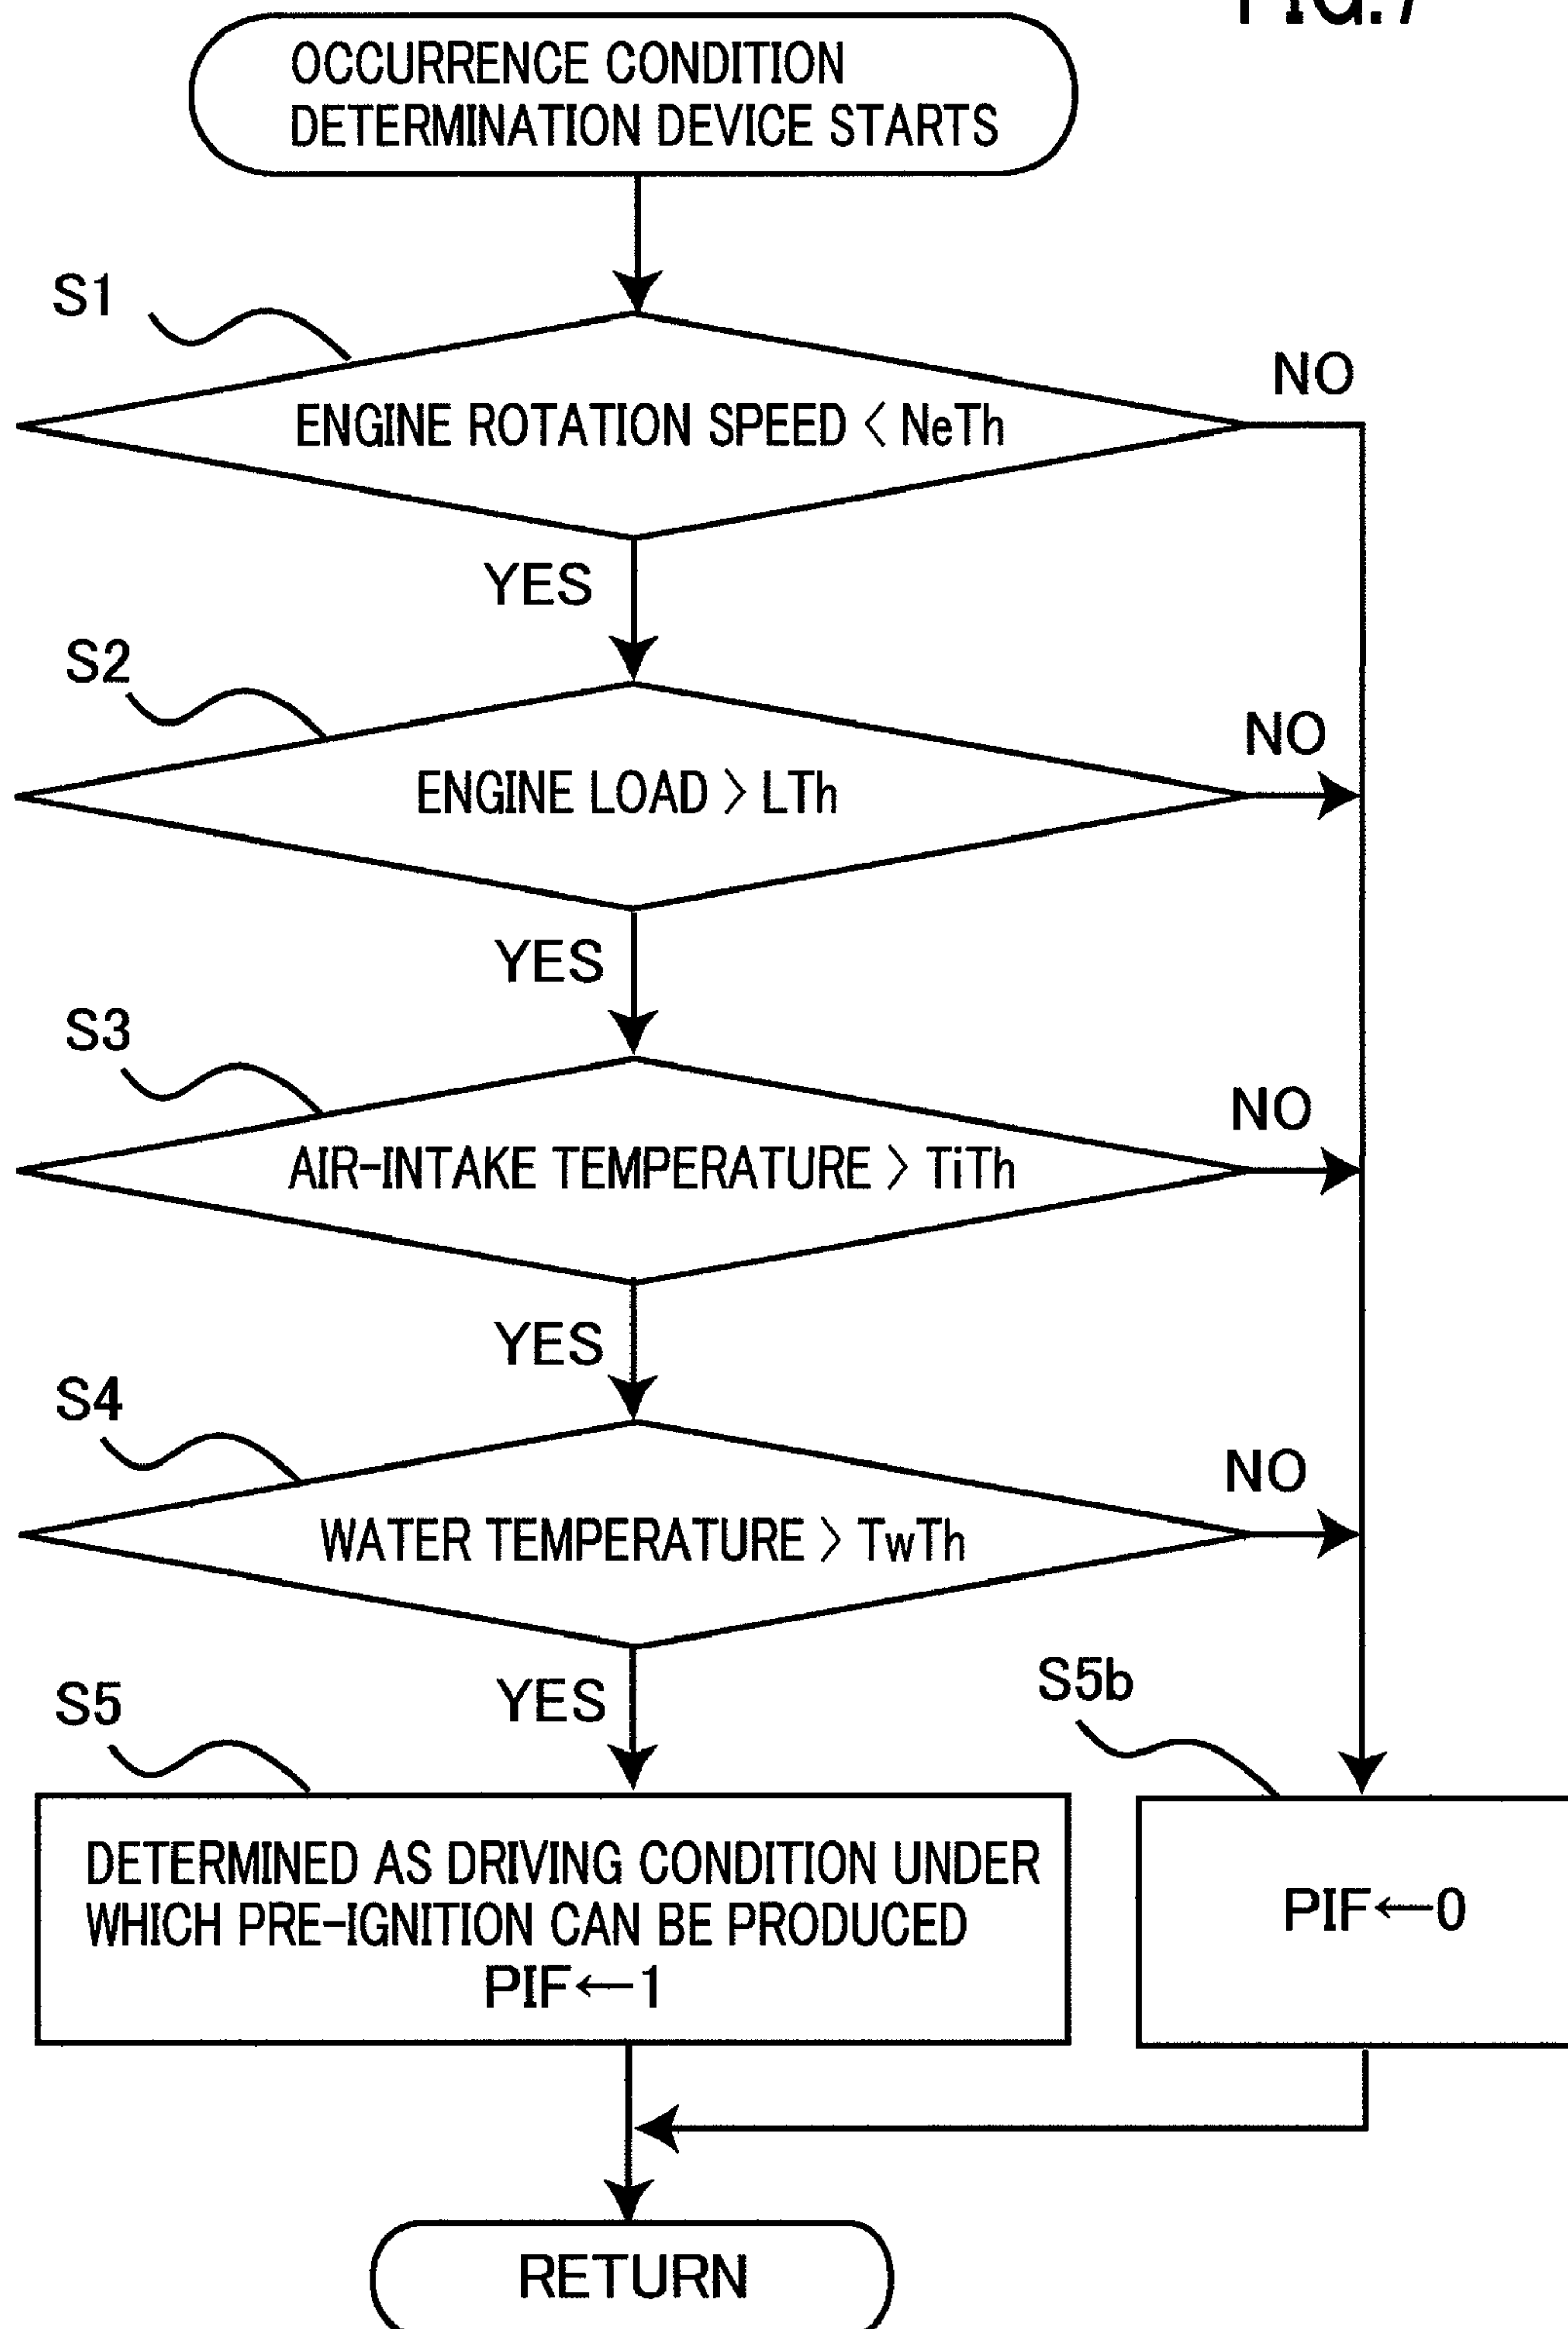 FIG.7
OCCURRENCE CONDITION
DETERMINATION DEVICE STARTS
S1
ENGINE ROTATION SPEED < NeTh
NO
YES
S2
ENGINE LOAD > LTh
NO
YES
S3
AIR-INTAKE TEMPERATURE > TiTh
NO
YES
S4
WATER TEMPERATURE > TwTh
NO
YES
S5
DETERMINED AS DRIVING CONDITION UNDER
WHICH PRE-IGNITION CAN BE PRODUCED
PIF←1
S5b
PIF←0
RETURN